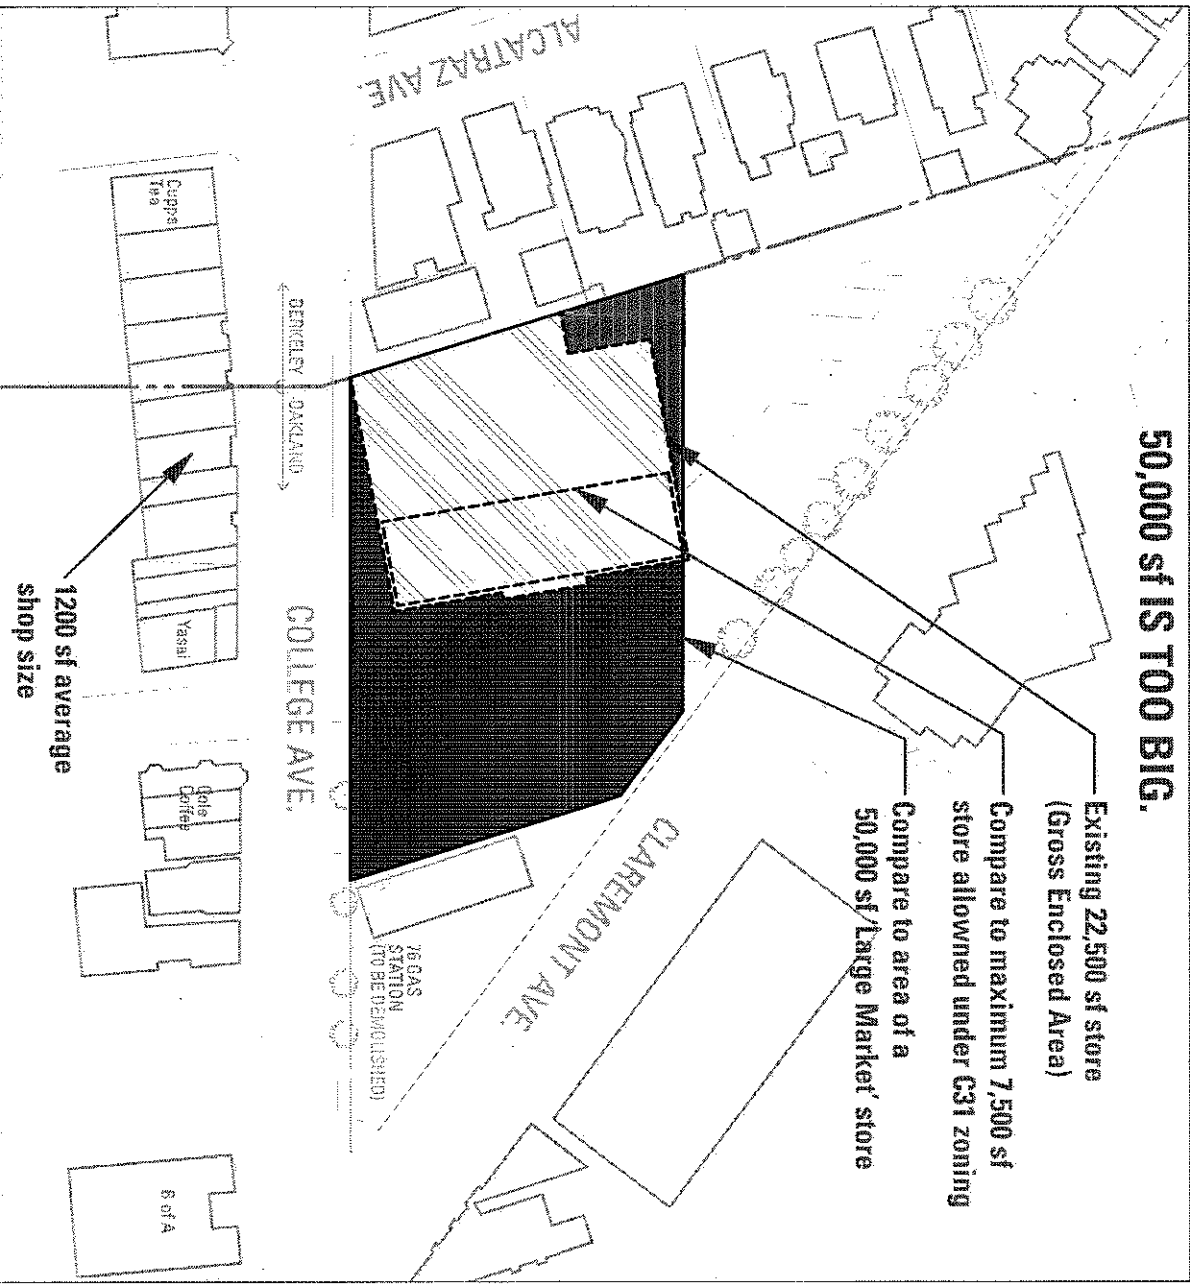 50,000 sf IS TOO BIG.
Existing 22,500 sf store
(Gross Enclosed Area)
Compare to maximum 7,500 sf
store allowned under C31 zoning
Compare to area of a
50,000 sf 'Large Market' store
ALCATRAZ AVE.
CLAREMONT AVE.
76 GAS
STATION
(TO BE DEMOLISHED)
BERKELEY
OAKLAND
COLLEGE AVE.
Cupps
Tea
Yasai
Cole
Coffee
B of A
1200 sf average
shop size